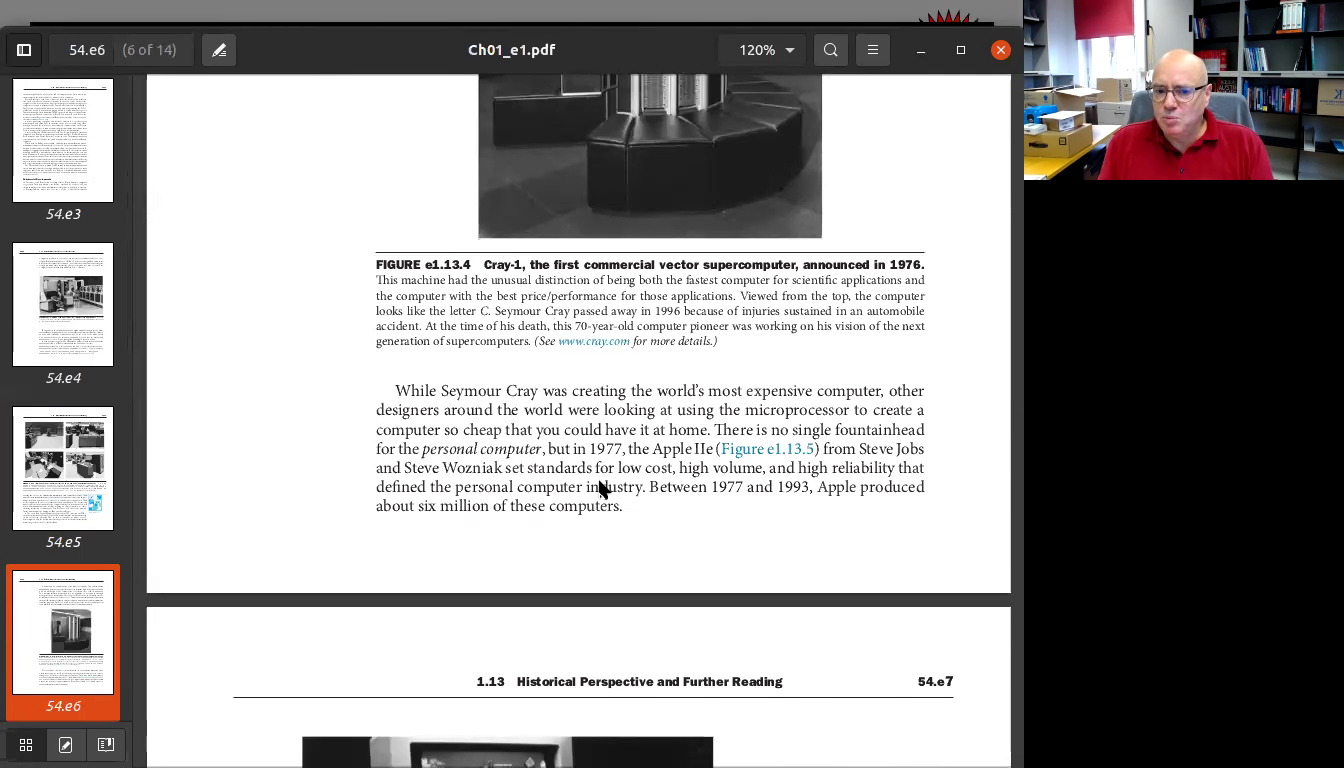 54.e6 (6 of 14) Ch01_e1.pdf 120%
54.e3
54.e4
54.e5
54.e6
FIGURE e1.13.4 Cray-1, the first commercial vector supercomputer, announced in 1976.
This machine had the unusual distinction of being both the fastest computer for scientific applications and
the computer with the best price/performance for those applications. Viewed from the top, the computer
looks like the letter C. Seymour Cray passed away in 1996 because of injuries sustained in an automobile
accident. At the time of his death, this 70-year-old computer pioneer was working on his vision of the next
generation of supercomputers. (See www.cray.com for more details.)
While Seymour Cray was creating the world's most expensive computer, other
designers around the world were looking at using the microprocessor to create a
computer so cheap that you could have it at home. There is no single fountainhead
for the personal computer, but in 1977, the Apple IIe (Figure e1.13.5) from Steve Jobs
and Steve Wozniak set standards for low cost, high volume, and high reliability that
defined the personal computer industry. Between 1977 and 1993, Apple produced
about six million of these computers.
1.13 Historical Perspective and Further Reading 54.e7